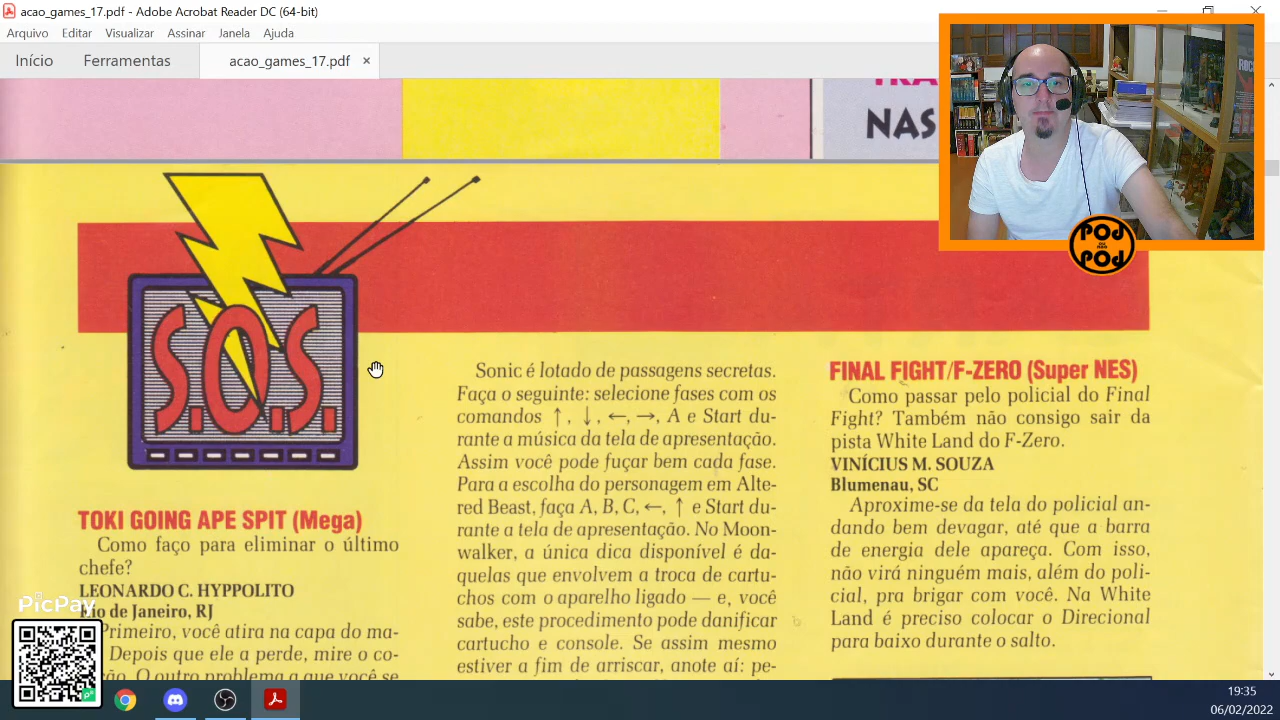 acao_games_17.pdf - Adobe Acrobat Reader DC (64-bit)
Arquivo Editar Visualizar Assinar Janela Ajuda
Início Ferramentas acao_games_17.pdf ×
NAS
POD
OU NÃO
POD
S.O.S.
TOKI GOING APE SPIT (Mega)
Como faço para eliminar o último
chefe?
LEONARDO C. HYPPOLITO
Rio de Janeiro, RJ
Primeiro, você atira na capa do ma-
Depois que ele a perde, mire o co-
O outro problema a que você se
Sonic é lotado de passagens secretas.
Faça o seguinte: selecione fases com os
comandos ↑, ↓, ←→, A e Start du-
rante a música da tela de apresentação.
Assim você pode fuçar bem cada fase.
Para a escolha do personagem em Alte-
red Beast, faça A, B, C, ←, ↑ e Start du-
rante a tela de apresentação. No Moon-
walker, a única dica disponível é da-
quelas que envolvem a troca de cartu-
chos com o aparelho ligado — e, você
sabe, este procedimento pode danificar
cartucho e console. Se assim mesmo
estiver a fim de arriscar, anote aí: pe-
FINAL FIGHT/F-ZERO (Super NES)
Como passar pelo policial do Final
Fight? Também não consigo sair da
pista White Land do F-Zero.
VINÍCIUS M. SOUZA
Blumenau, SC
Aproxime-se da tela do policial an-
dando bem devagar, até que a barra
de energia dele apareça. Com isso,
não virá ninguém mais, além do poli-
cial, pra brigar com você. Na White
Land é preciso colocar o Direcional
para baixo durante o salto.
PicPay
19:35
06/02/2022